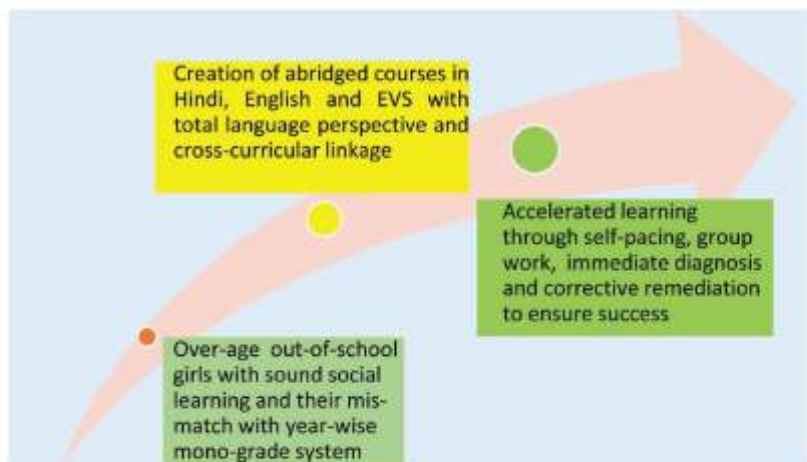 Creation of abridged courses in
Hindi, English and EVS with
total language perspective and
cross-curricular linkage
Accelerated learning
through self-pacing, group
work, immediate diagnosis
and corrective remediation
to ensure success
Over-age out-of-school
girls with sound social
learning and their mis-
match with year-wise
mono-grade system